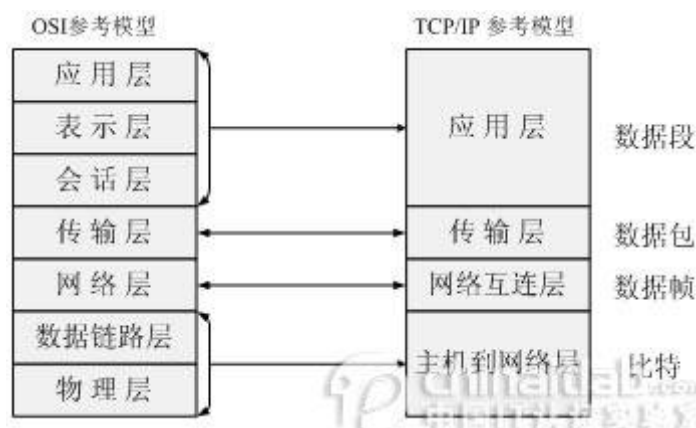 OSI参考模型
TCP/IP 参考模型
应用层
表示层
会话层
传输层
网络层
数据链路层
物理层
应用层
传输层
网络互连层
主机到网络层
数据段
数据包
数据帧
比特